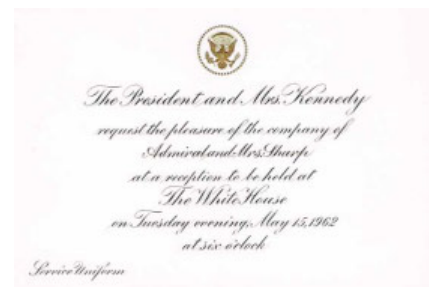 The President and Mrs. Kennedy
request the pleasure of the company of
Admiral and Mrs. Sharp
at a reception to be held at
The White House
on Tuesday evening, May 15, 1962
at six o'clock
Service Uniform